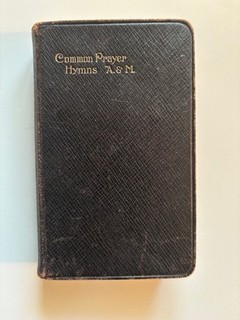 Common Prayer
Hymns A. & M.